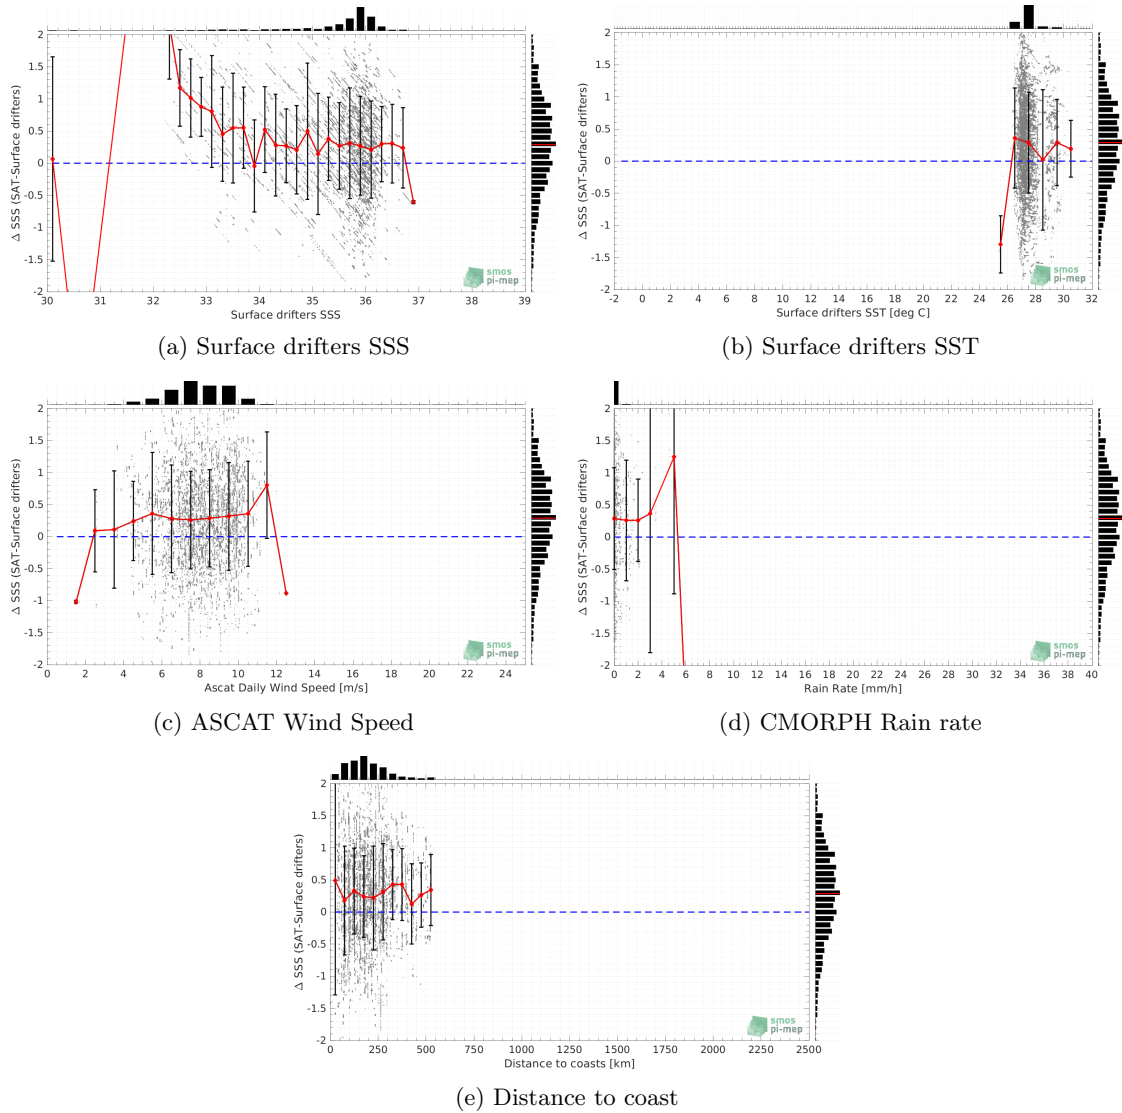 2
1.5
1
0.5
0
-0.5
-1
-1.5
-2
Δ SSS (SAT-Surface drifters)
30 31 32 33 34 35 36 37 38 39
Surface drifters SSS
smos
pi-mep
(a) Surface drifters SSS
2
1.5
1
0.5
0
-0.5
-1
-1.5
-2
Δ SSS (SAT-Surface drifters)
-2 0 2 4 6 8 10 12 14 16 18 20 22 24 26 28 30 32
Surface drifters SST [deg C]
smos
pi-mep
(b) Surface drifters SST
2
1.5
1
0.5
0
-0.5
-1
-1.5
-2
Δ SSS (SAT-Surface drifters)
0 2 4 6 8 10 12 14 16 18 20 22 24
Ascat Daily Wind Speed [m/s]
smos
pi-mep
(c) ASCAT Wind Speed
2
1.5
1
0.5
0
-0.5
-1
-1.5
-2
Δ SSS (SAT-Surface drifters)
0 2 4 6 8 10 12 14 16 18 20 22 24 26 28 30 32 34 36 38 40
Rain Rate [mm/h]
smos
pi-mep
(d) CMORPH Rain rate
2
1.5
1
0.5
0
-0.5
-1
-1.5
-2
Δ SSS (SAT-Surface drifters)
0 250 500 750 1000 1250 1500 1750 2000 2250 2500
Distance to coasts [km]
smos
pi-mep
(e) Distance to coast